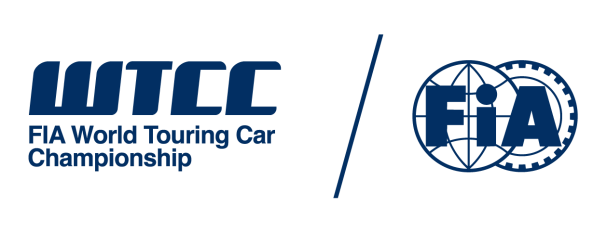 WTCC
FIA World Touring Car
Championship
FiA